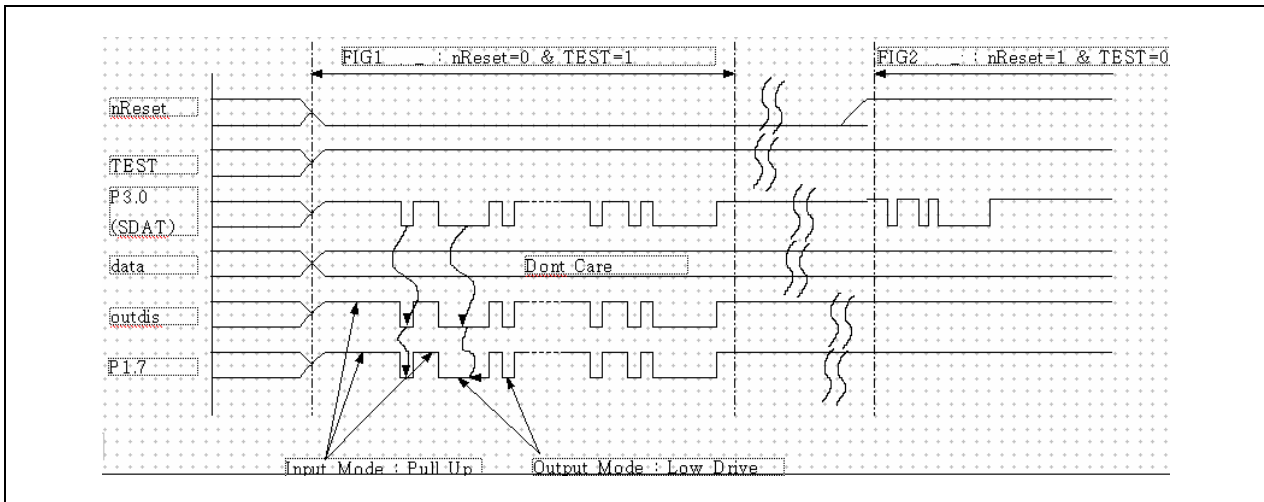 FIG1 _ : nReset=0 & TEST=1
FIG2 _ : nReset=1 & TEST=0
nReset
TEST
P3.0
(SDAT)
data
Dont Care
outdis
P1.7
Input Mode : Pull Up
Output Mode : Low Drive